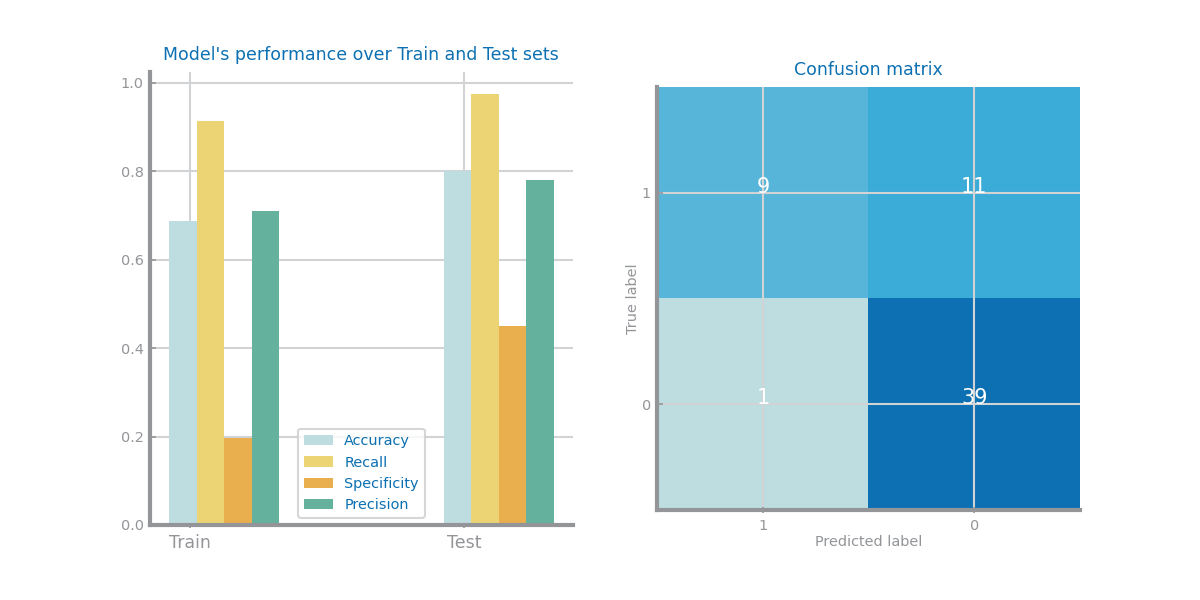 Model's performance over Train and Test sets
1.0
0.8
0.6
0.4
0.2
0.0
Train
Test
Accuracy
Recall
Specificity
Precision
Confusion matrix
True label
1
0
9
11
1
39
1
0
Predicted label